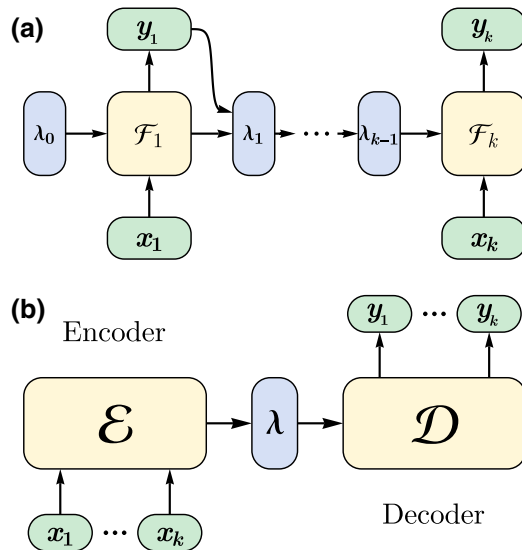 (a)
y₁ yₖ
λ₀ ℱ₁ λ₁ ··· λₖ₋₁ ℱₖ
x₁ xₖ
(b)
y₁ ··· yₖ
Encoder
ℰ λ 𝒟
x₁ ··· xₖ
Decoder